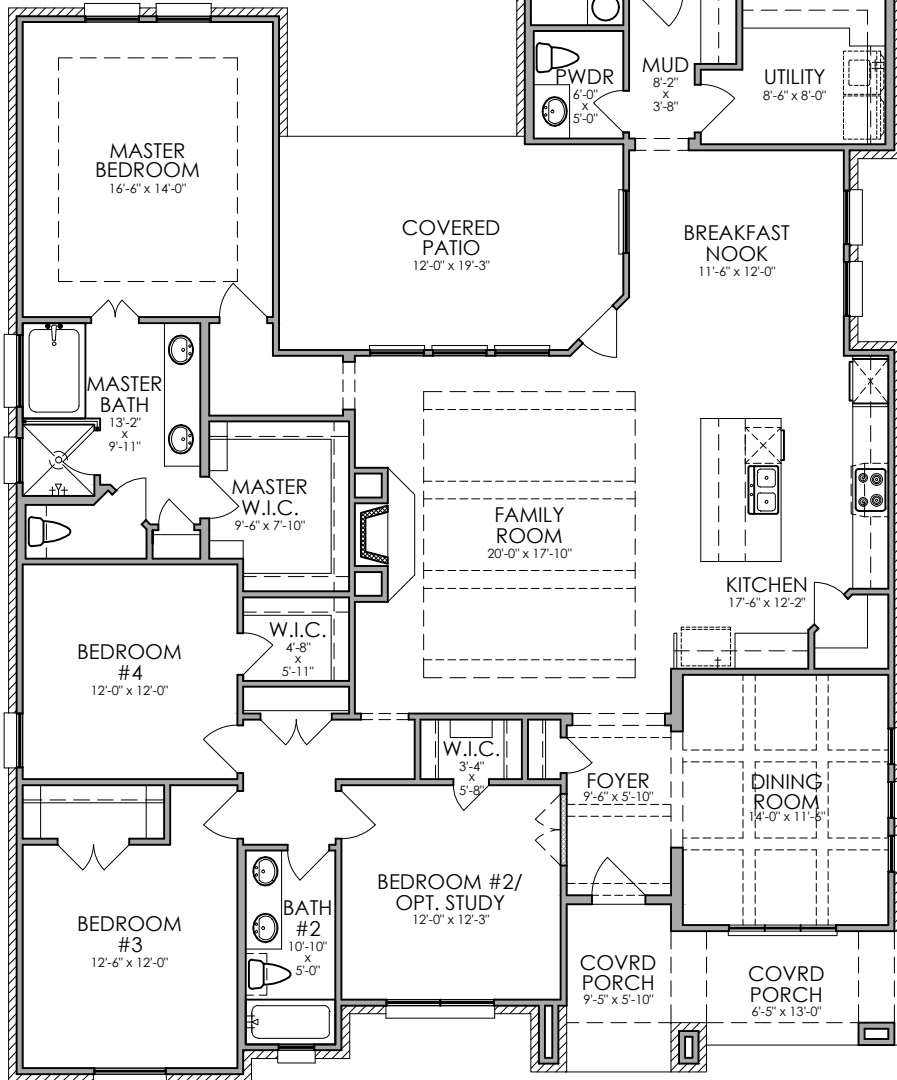 PWDR
6'-0"
x
5'-0"
MUD
8'-2"
x
3'-8"
UTILITY
8'-6" x 8'-0"
MASTER
BEDROOM
16'-6" x 14'-0"
COVERED
PATIO
12'-0" x 19'-3"
BREAKFAST
NOOK
11'-6" x 12'-0"
MASTER
BATH
13'-2"
x
9'-11"
MASTER
W.I.C.
9'-6" x 7'-10"
FAMILY
ROOM
20'-0" x 17'-10"
KITCHEN
17'-6" x 12'-2"
BEDROOM
#4
12'-0" x 12'-0"
W.I.C.
4'-8"
x
5'-11"
W.I.C.
3'-4"
x
5'-8"
FOYER
9'-6" x 5'-10"
DINING
ROOM
14'-0" x 11'-6"
BEDROOM
#3
12'-6" x 12'-0"
BATH
#2
10'-10"
x
5'-0"
BEDROOM #2/
OPT. STUDY
12'-0" x 12'-3"
COVRD
PORCH
9'-5" x 5'-10"
COVRD
PORCH
6'-5" x 13'-0"